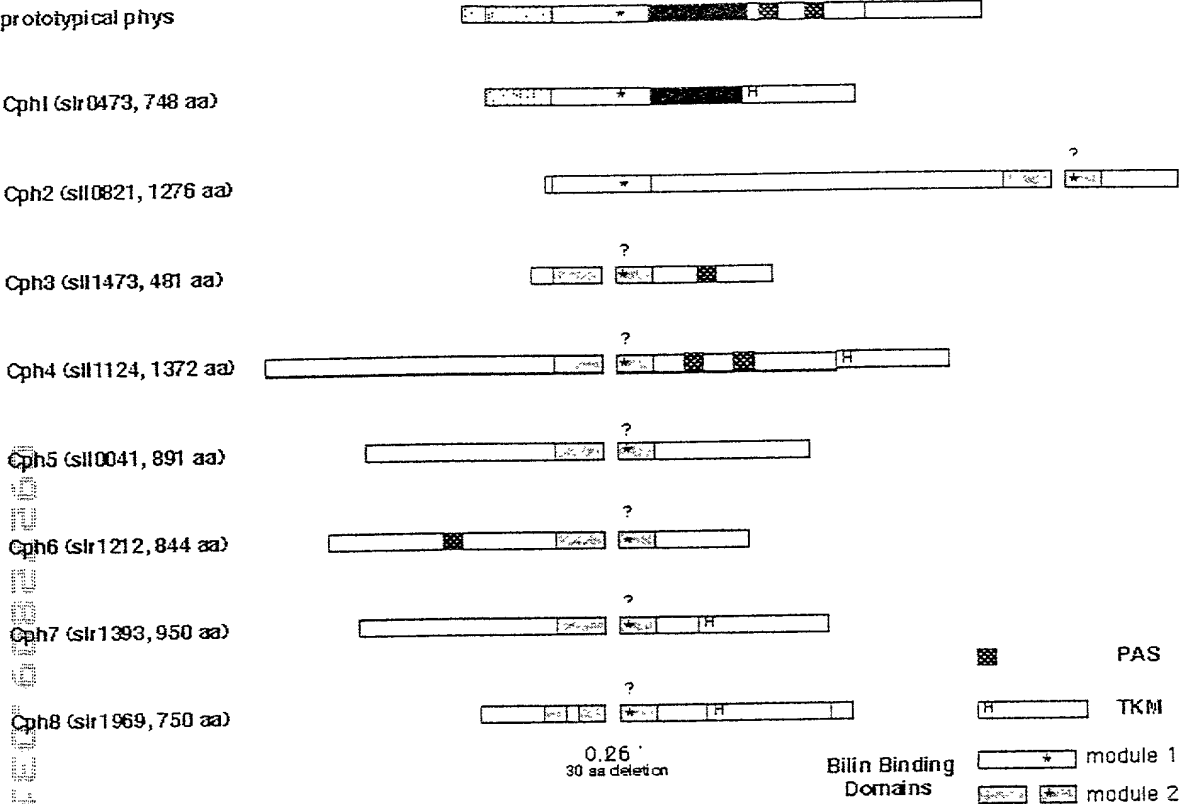 prototypical phys
*
Cph1 (slr0473, 748 aa)
* H
?
Cph2 (sll0821, 1276 aa)
* *
?
Cph3 (sll1473, 481 aa)
*
?
Cph4 (sll1124, 1372 aa)
* H
?
Cph5 (sll0041, 891 aa)
*
?
Cph6 (slr1212, 844 aa)
*
?
Cph7 (slr1393, 950 aa)
* H
PAS
?
Cph8 (slr1969, 750 aa)
* H
H TKM
0.26
30 aa deletion
Bilin Binding
Domains
* module 1
* module 2